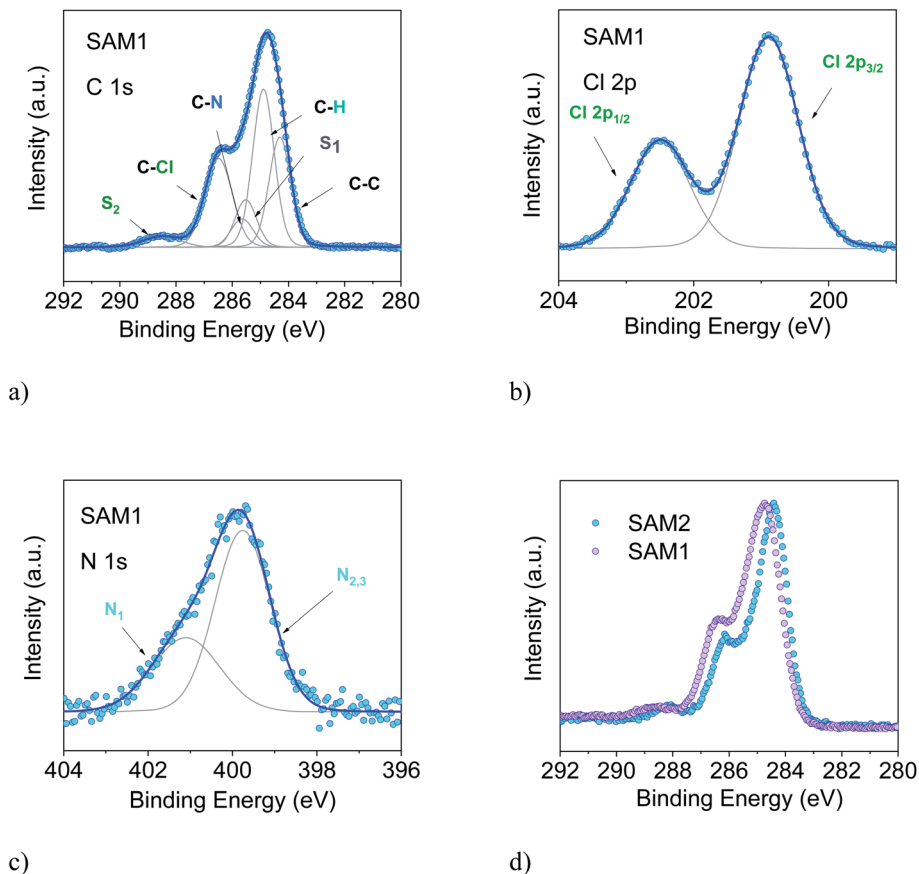 SAM1
C 1s
C-N
C-H
S1
C-Cl
C-C
S2
Intensity (a.u.)
292 290 288 286 284 282 280
Binding Energy (eV)
a)
SAM1
Cl 2p
Cl 2p3/2
Cl 2p1/2
Intensity (a.u.)
204 202 200
Binding Energy (eV)
b)
SAM1
N 1s
N1
N2,3
Intensity (a.u.)
404 402 400 398 396
Binding Energy (eV)
c)
SAM2
SAM1
Intensity (a.u.)
292 290 288 286 284 282 280
Binding Energy (eV)
d)